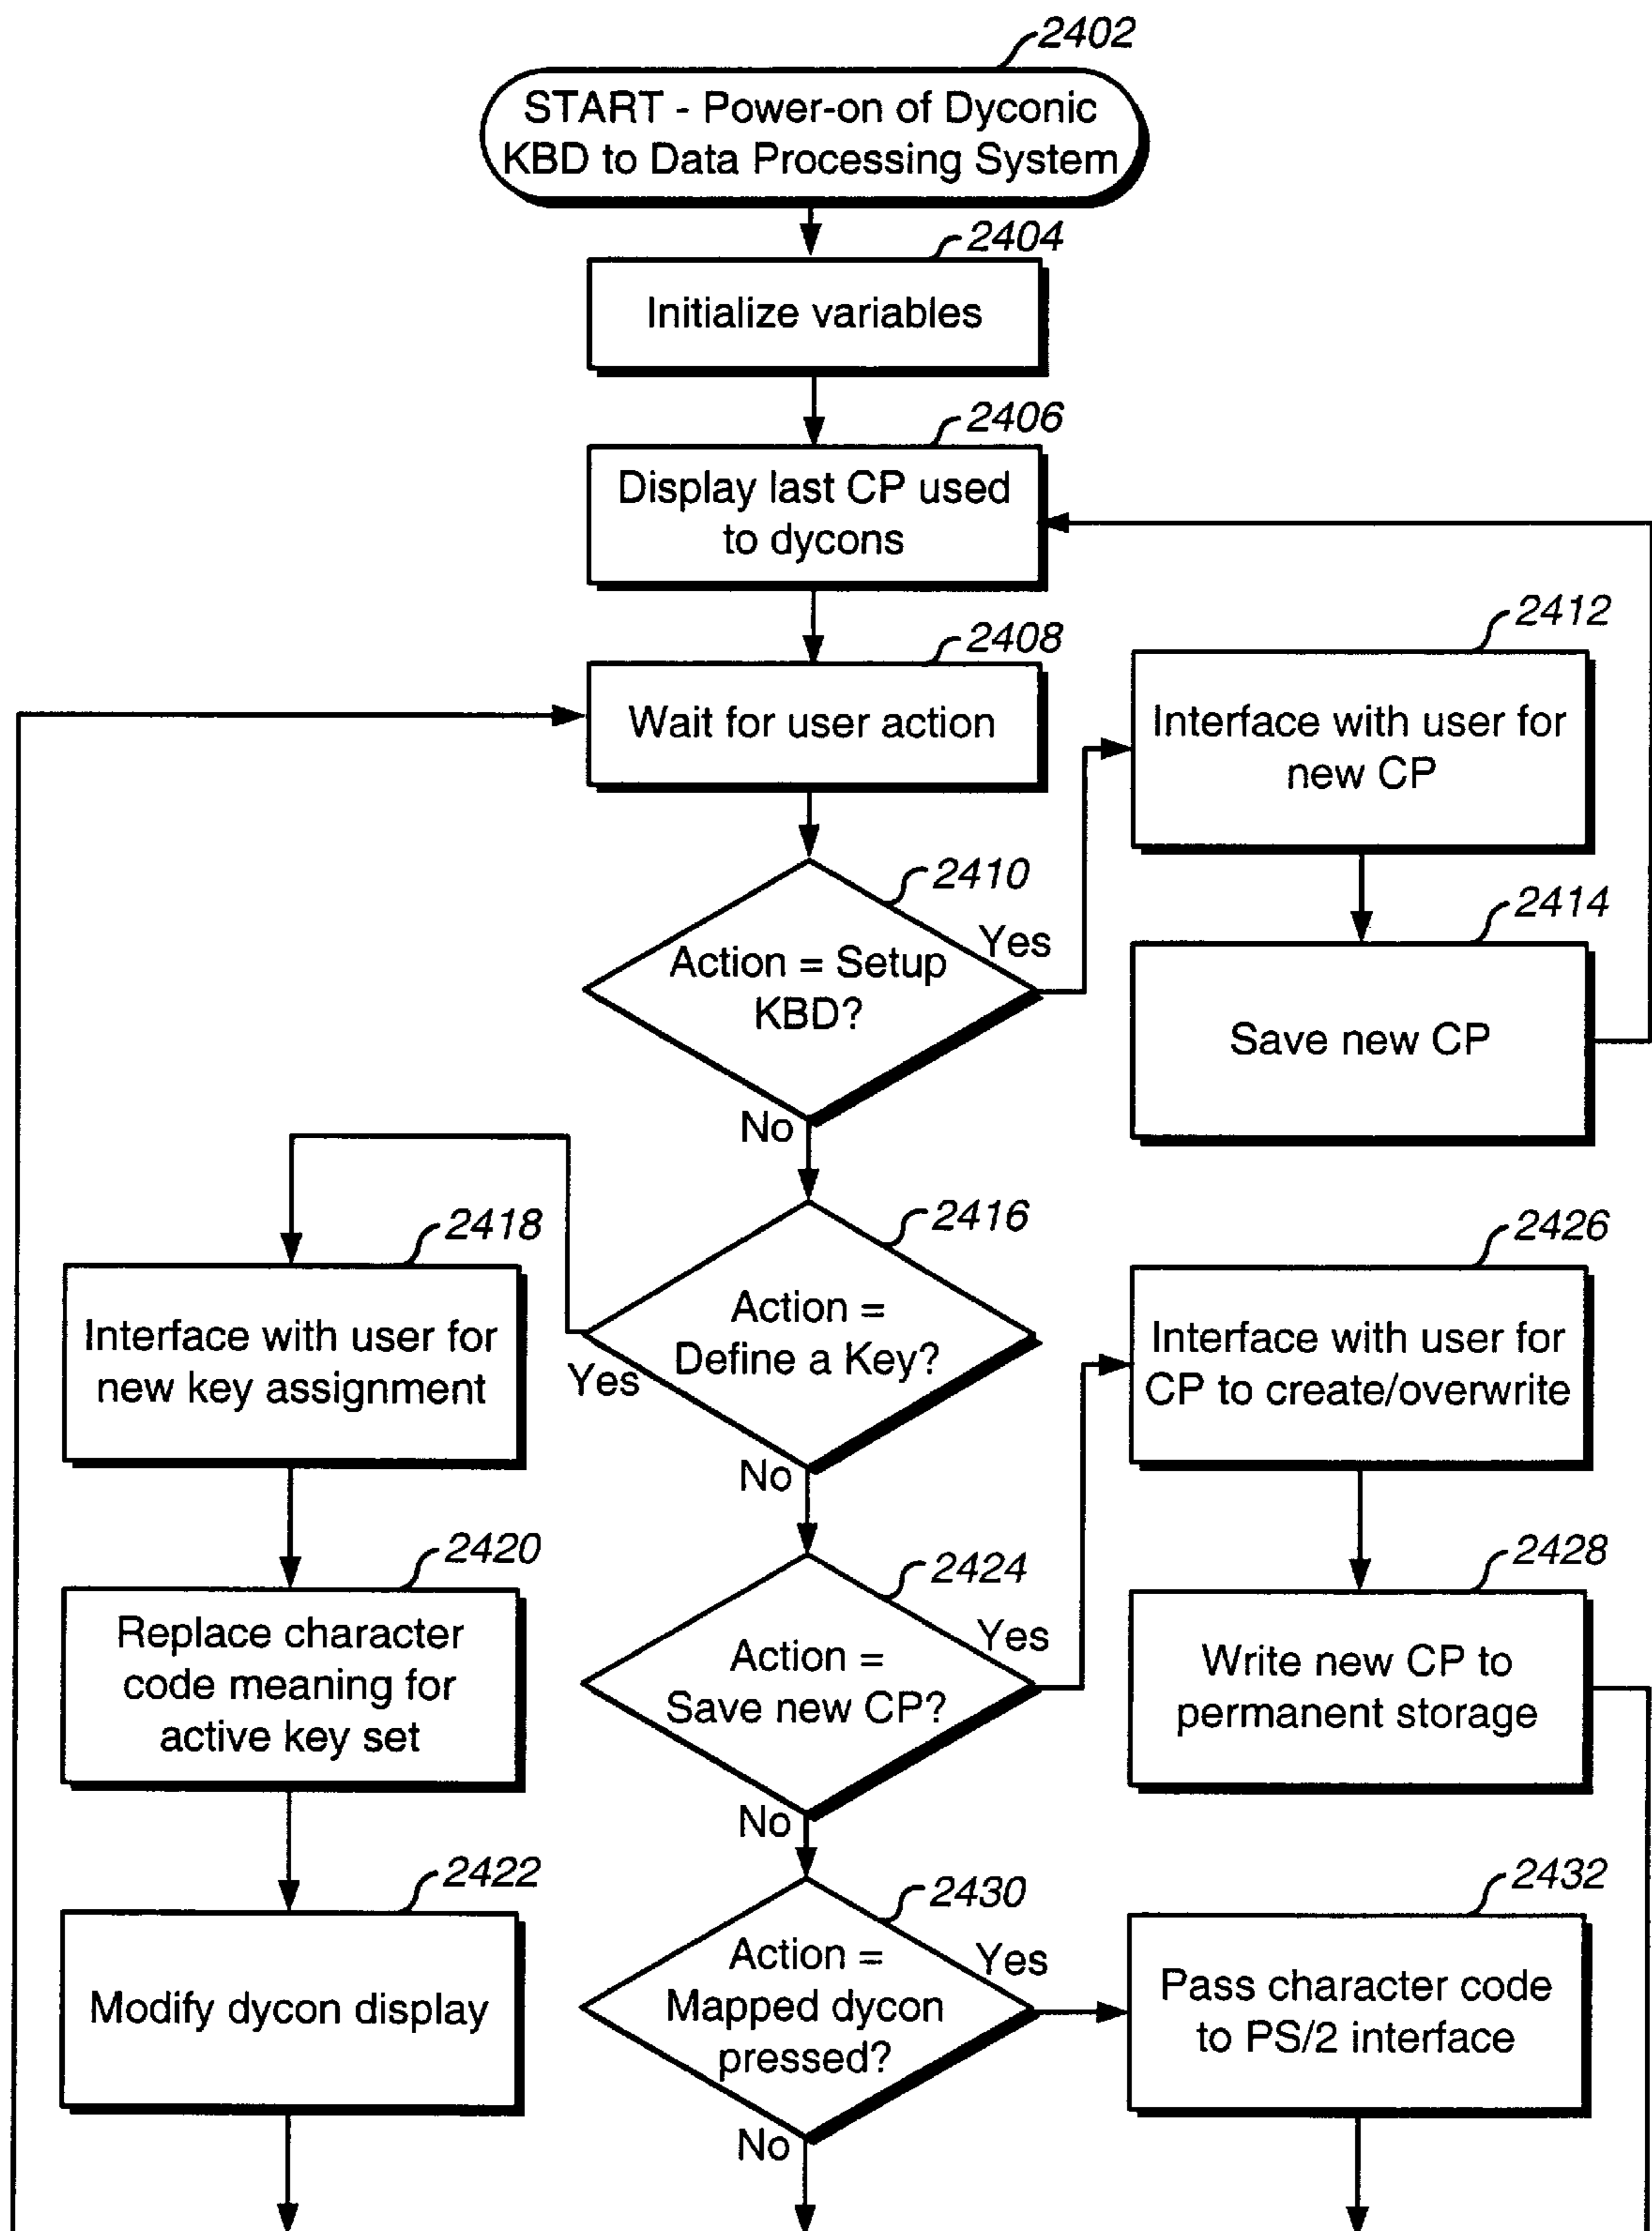 2402
START - Power-on of Dyconic
KBD to Data Processing System
2404
Initialize variables
2406
Display last CP used
to dycons
2408
Wait for user action
2412
Interface with user for
new CP
2410
Action = Setup
KBD?
Yes
No
2414
Save new CP
2416
Action =
Define a Key?
Yes
No
2418
Interface with user for
new key assignment
2420
Replace character
code meaning for
active key set
2422
Modify dycon display
2424
Action =
Save new CP?
Yes
No
2426
Interface with user for
CP to create/overwrite
2428
Write new CP to
permanent storage
2430
Action =
Mapped dycon
pressed?
Yes
No
2432
Pass character code
to PS/2 interface